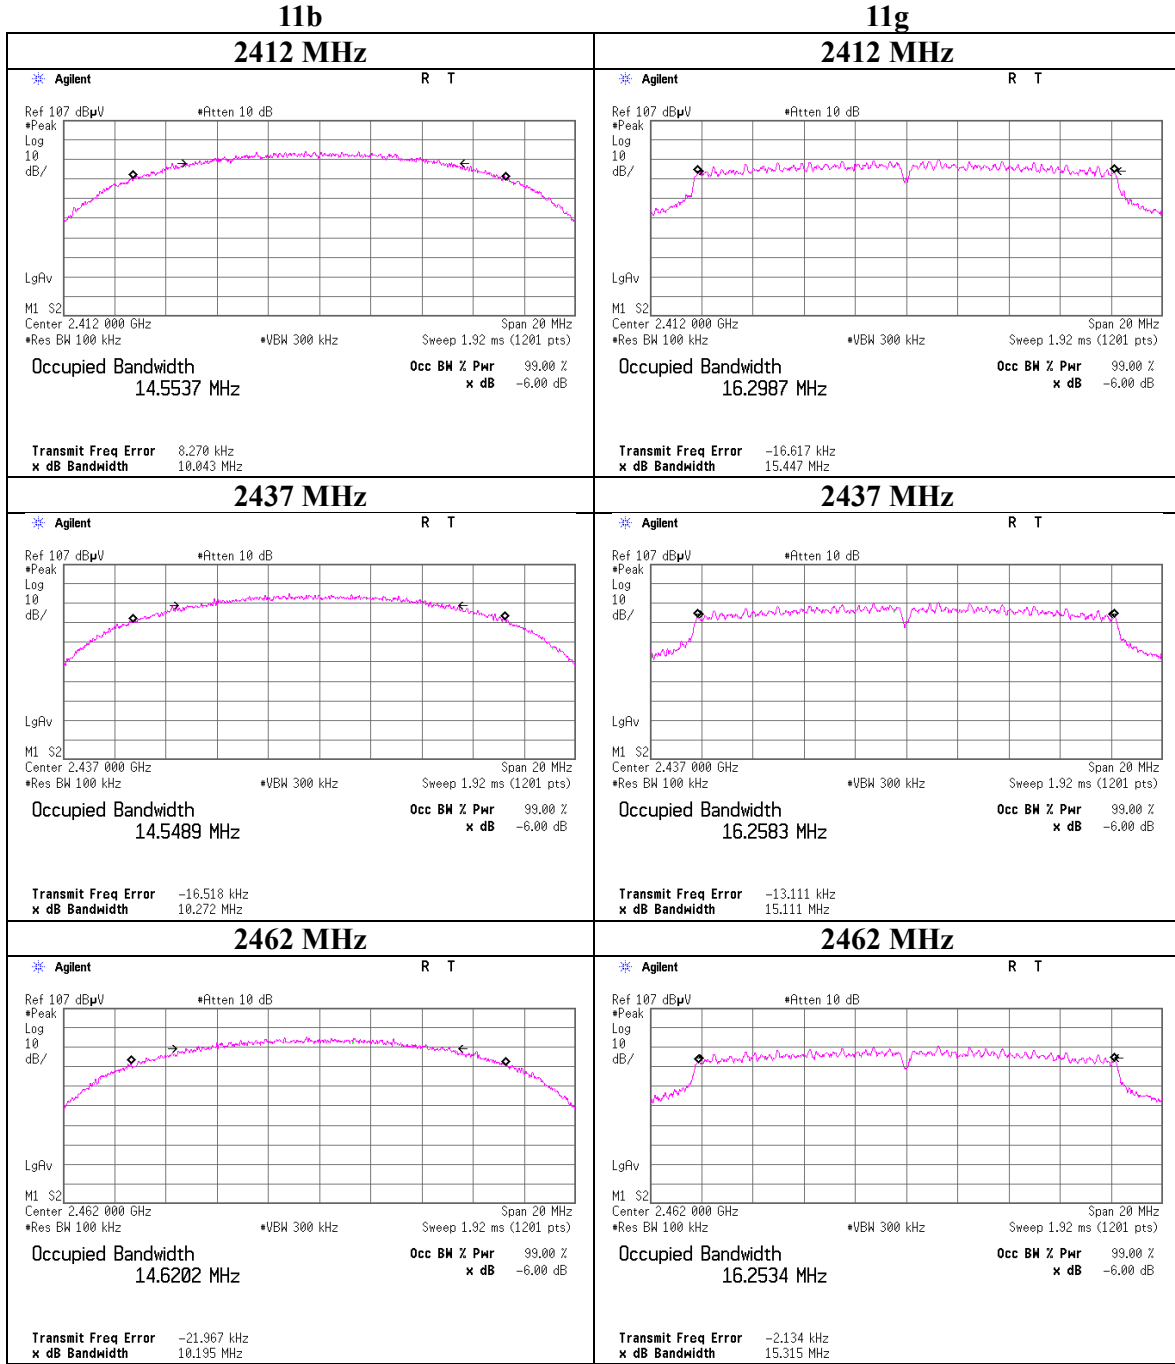 11b 11g
2412 MHz 2412 MHz
Agilent R T
Ref 107 dBµV #Atten 10 dB
#Peak
Log
10
dB/
LgAv
M1 S2
Center 2.412 000 GHz Span 20 MHz
#Res BW 100 kHz #VBW 300 kHz Sweep 1.92 ms (1201 pts)
Occupied Bandwidth Occ BW % Pwr 99.00 %
14.5537 MHz x dB -6.00 dB
Transmit Freq Error 8.270 kHz
x dB Bandwidth 10.043 MHz
Agilent R T
Ref 107 dBµV #Atten 10 dB
#Peak
Log
10
dB/
LgAv
M1 S2
Center 2.412 000 GHz Span 20 MHz
#Res BW 100 kHz #VBW 300 kHz Sweep 1.92 ms (1201 pts)
Occupied Bandwidth Occ BW % Pwr 99.00 %
16.2987 MHz x dB -6.00 dB
Transmit Freq Error -16.617 kHz
x dB Bandwidth 15.447 MHz
2437 MHz 2437 MHz
Agilent R T
Ref 107 dBµV #Atten 10 dB
#Peak
Log
10
dB/
LgAv
M1 S2
Center 2.437 000 GHz Span 20 MHz
#Res BW 100 kHz #VBW 300 kHz Sweep 1.92 ms (1201 pts)
Occupied Bandwidth Occ BW % Pwr 99.00 %
14.5489 MHz x dB -6.00 dB
Transmit Freq Error -16.518 kHz
x dB Bandwidth 10.272 MHz
Agilent R T
Ref 107 dBµV #Atten 10 dB
#Peak
Log
10
dB/
LgAv
M1 S2
Center 2.437 000 GHz Span 20 MHz
#Res BW 100 kHz #VBW 300 kHz Sweep 1.92 ms (1201 pts)
Occupied Bandwidth Occ BW % Pwr 99.00 %
16.2583 MHz x dB -6.00 dB
Transmit Freq Error -13.111 kHz
x dB Bandwidth 15.111 MHz
2462 MHz 2462 MHz
Agilent R T
Ref 107 dBµV #Atten 10 dB
#Peak
Log
10
dB/
LgAv
M1 S2
Center 2.462 000 GHz Span 20 MHz
#Res BW 100 kHz #VBW 300 kHz Sweep 1.92 ms (1201 pts)
Occupied Bandwidth Occ BW % Pwr 99.00 %
14.6202 MHz x dB -6.00 dB
Transmit Freq Error -21.967 kHz
x dB Bandwidth 10.195 MHz
Agilent R T
Ref 107 dBµV #Atten 10 dB
#Peak
Log
10
dB/
LgAv
M1 S2
Center 2.462 000 GHz Span 20 MHz
#Res BW 100 kHz #VBW 300 kHz Sweep 1.92 ms (1201 pts)
Occupied Bandwidth Occ BW % Pwr 99.00 %
16.2534 MHz x dB -6.00 dB
Transmit Freq Error -2.134 kHz
x dB Bandwidth 15.315 MHz